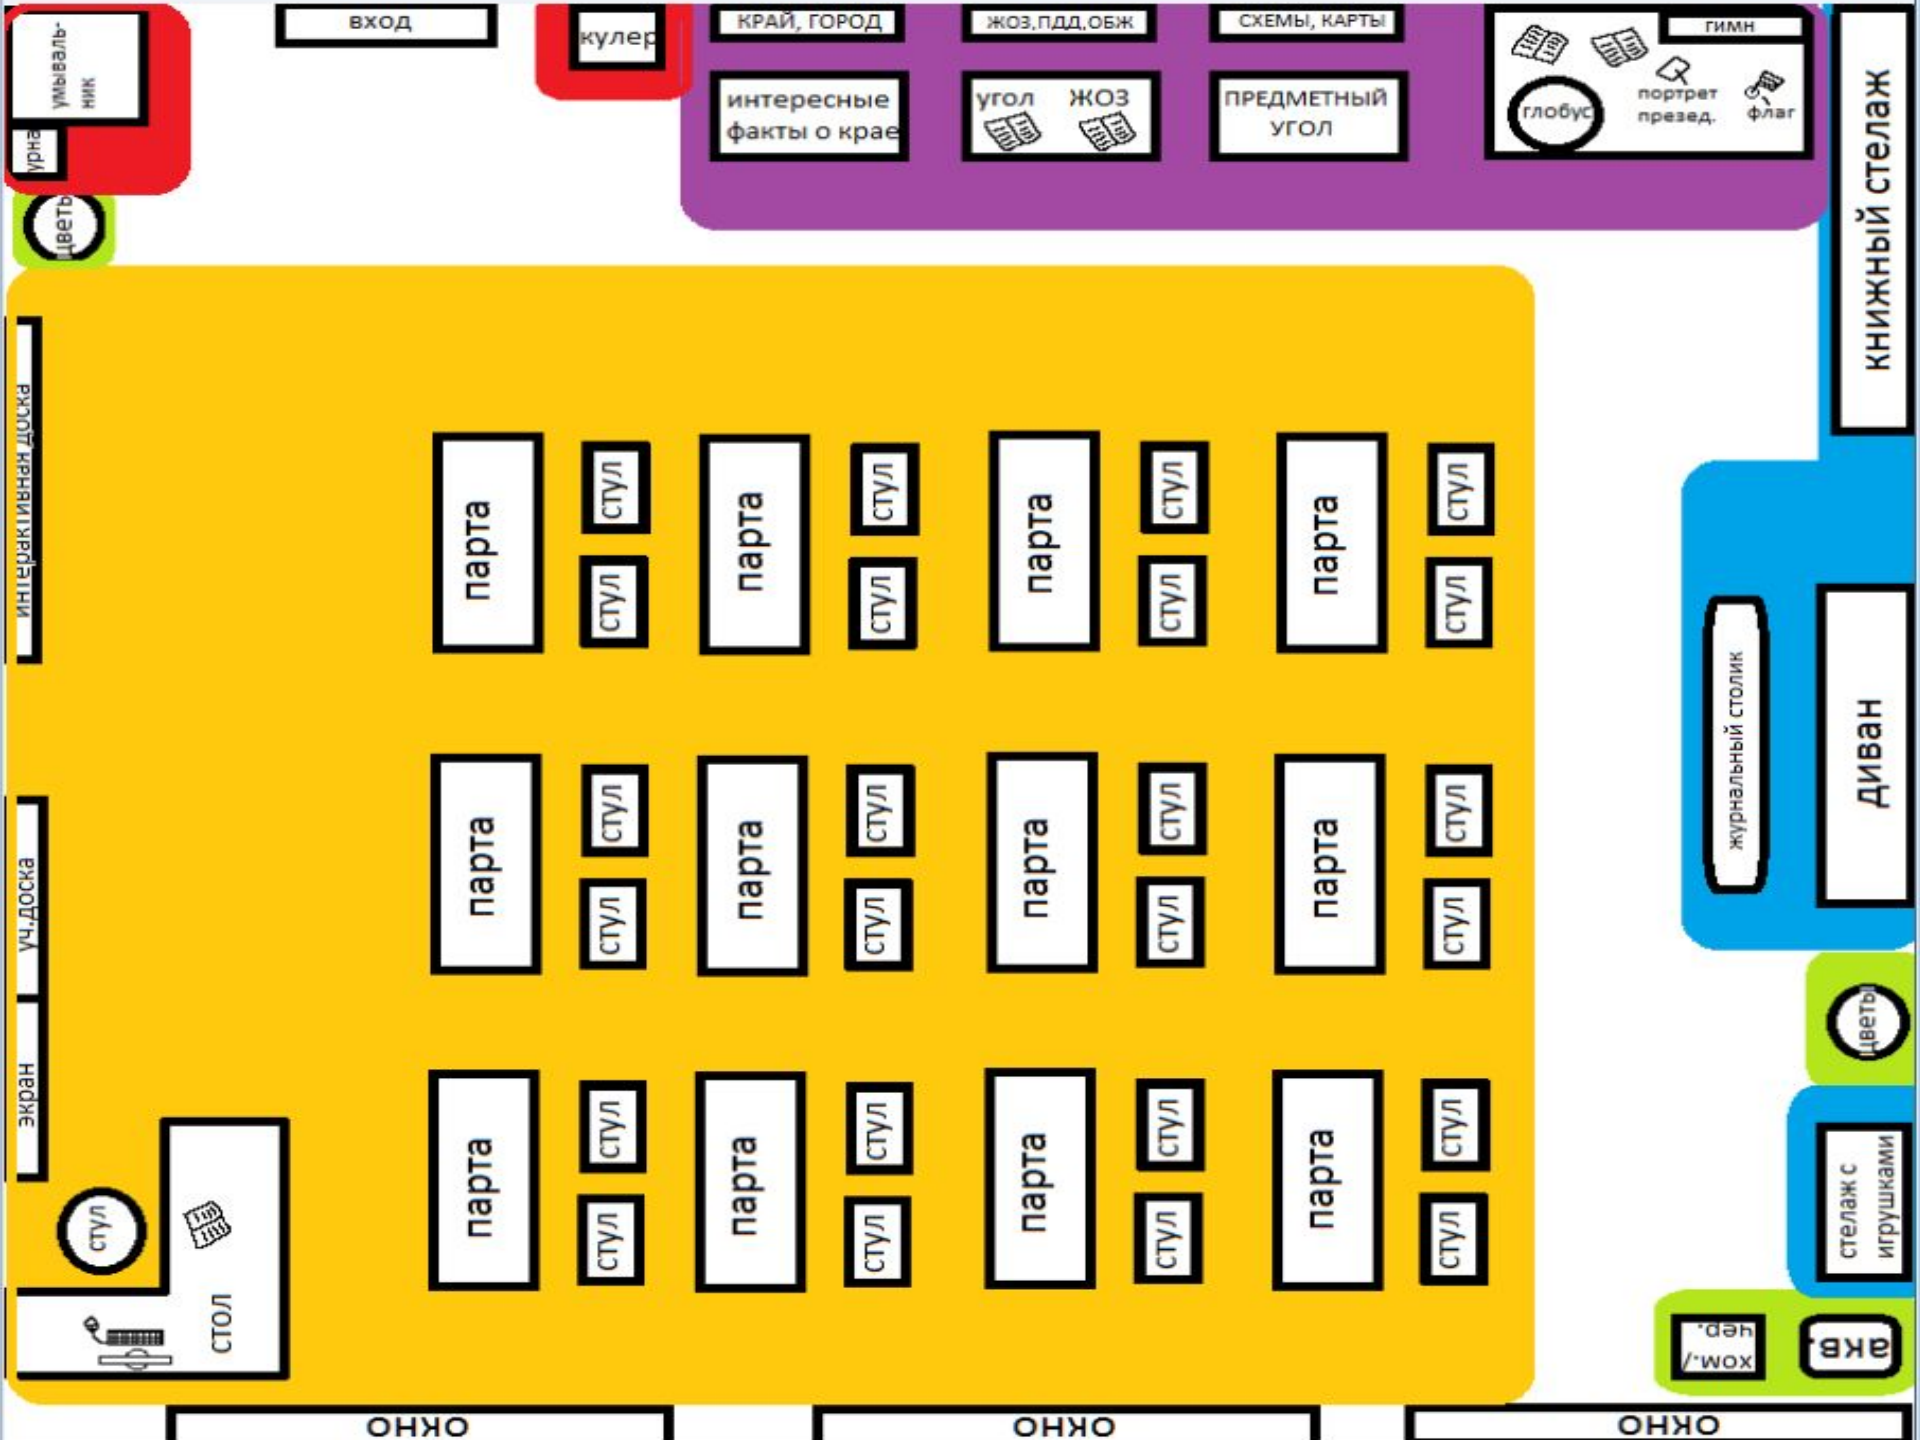 умываль-
ник
урна
цветы
вход
кулер
КРАЙ, ГОРОД
ЖОЗ,ПДД,ОБЖ
СХЕМЫ, КАРТЫ
гимн
интересные
факты о крае
угол ЖОЗ
ПРЕДМЕТНЫЙ
УГОЛ
глобус
портрет
презед.
флаг
книжный стелаж
интерактивная доска
парта
стул
стул
парта
стул
стул
парта
стул
стул
парта
стул
стул
журнальный столик
диван
уч.доска
парта
стул
стул
парта
стул
стул
парта
стул
стул
парта
стул
стул
цветы
экран
стул
стол
парта
стул
стул
парта
стул
стул
парта
стул
стул
парта
стул
стул
стелаж с
игрушками
хом./
чер.
акв.
окно
окно
окно